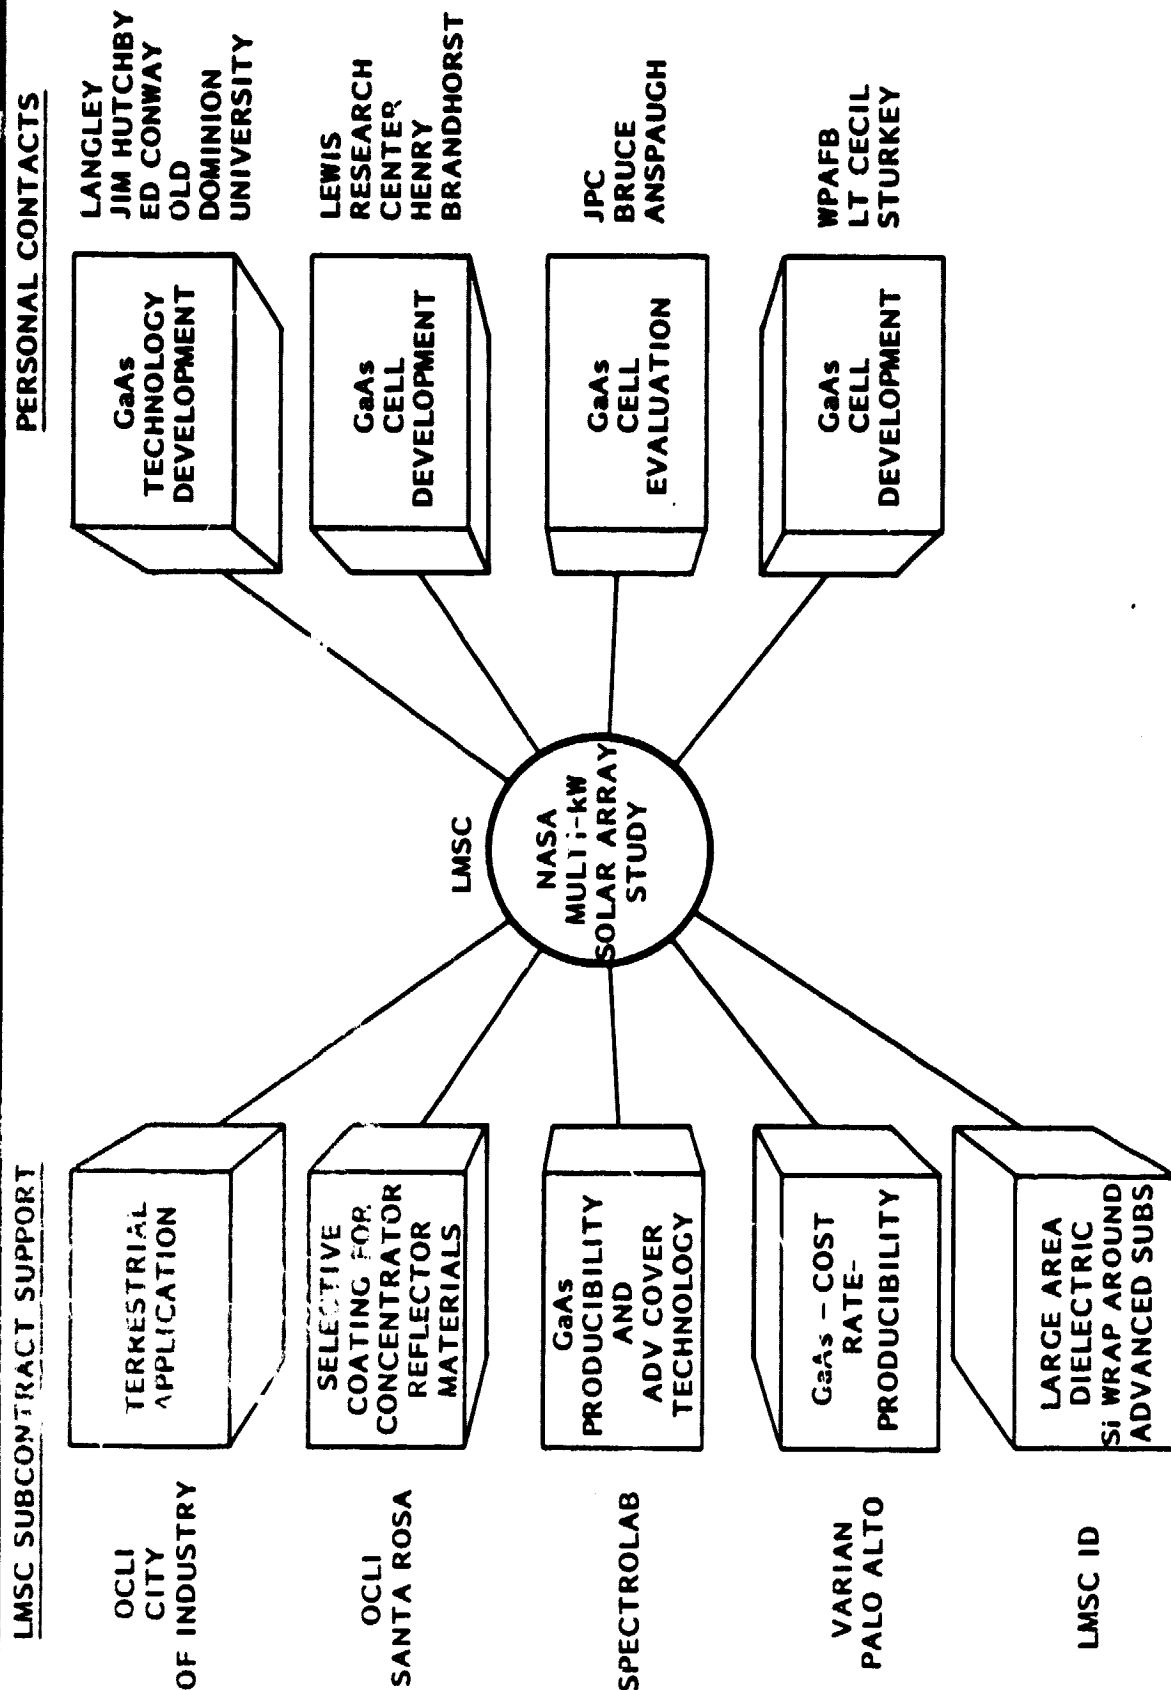 LMSC SUBCONTRACT SUPPORT
OCLI
CITY
OF INDUSTRY
TERRESTRIAL
APPLICATION
OCLI
SANTA ROSA
SELECTIVE
COATING FOR
CONCENTRATOR
REFLECTOR
MATERIALS
SPECTROLAB
GaAs
PRODUCIBILITY
AND
ADV COVER
TECHNOLOGY
VARIAN
PALO ALTO
GaAs - COST
RATE-
PRODUCIBILITY
LMSC ID
LARGE AREA
DIELECTRIC
Si WRAP AROUND
ADVANCED SUBS
LMSC
NASA
MULTi-kW
SOLAR ARRAY
STUDY
PERSONAL CONTACTS
GaAs
TECHNOLOGY
DEVELOPMENT
LANGLEY
JIM HUTCHBY
ED CONWAY
OLD
DOMINION
UNIVERSITY
GaAs
CELL
DEVELOPMENT
LEWIS
RESEARCH
CENTER
HENRY
BRANDHORST
GaAs
CELL
EVALUATION
JPC
BRUCE
ANSPAUGH
GaAs
CELL
DEVELOPMENT
WPAFB
LT CECIL
STURKEY